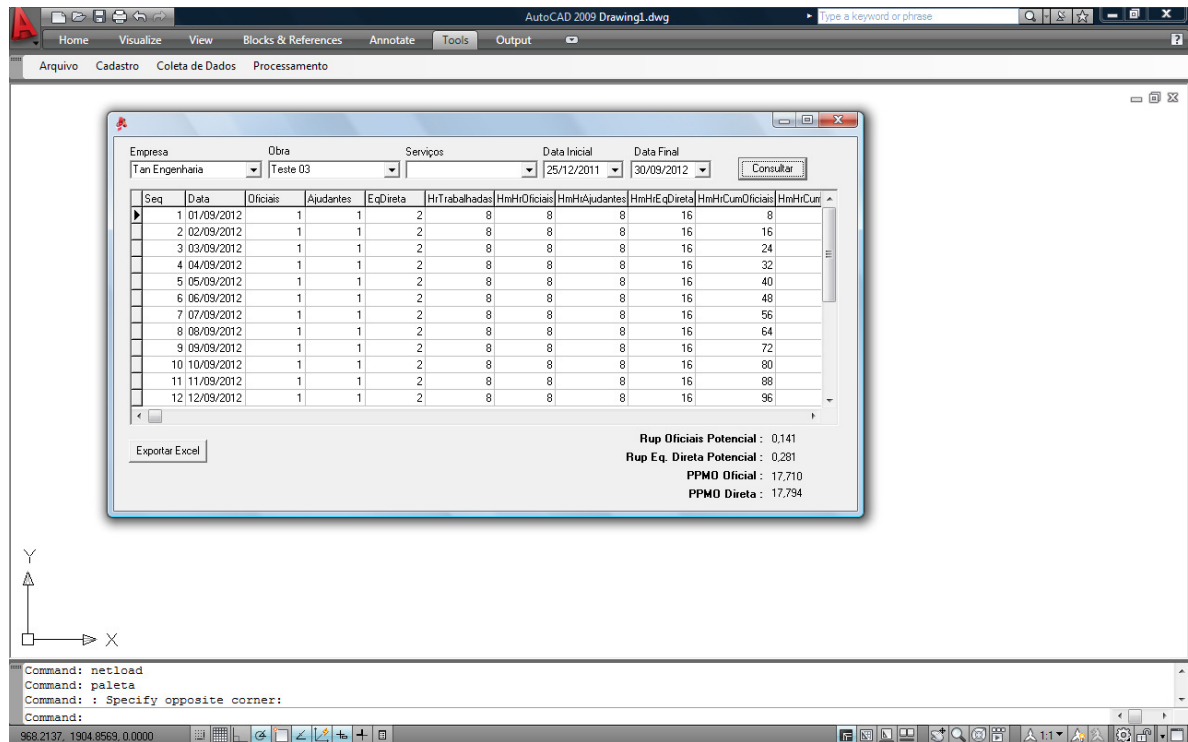 AutoCAD 2009 Drawing1.dwg Type a keyword or phrase
Home Visualize View Blocks & References Annotate Tools Output
Arquivo Cadastro Coleta de Dados Processamento
Empresa Obra Serviços Data Inicial Data Final
Tan Engenharia Teste 03 25/12/2011 30/09/2012 Consultar
Seq Data Oficiais Ajudantes EqDireta HrTrabalhadas HmHrOficiais HmHrAjudantes HmHrEqDireta HmHrCumOficiais HmHrCum
1 01/09/2012 1 1 2 8 8 8 16 8
2 02/09/2012 1 1 2 8 8 8 16 16
3 03/09/2012 1 1 2 8 8 8 16 24
4 04/09/2012 1 1 2 8 8 8 16 32
5 05/09/2012 1 1 2 8 8 8 16 40
6 06/09/2012 1 1 2 8 8 8 16 48
7 07/09/2012 1 1 2 8 8 8 16 56
8 08/09/2012 1 1 2 8 8 8 16 64
9 09/09/2012 1 1 2 8 8 8 16 72
10 10/09/2012 1 1 2 8 8 8 16 80
11 11/09/2012 1 1 2 8 8 8 16 88
12 12/09/2012 1 1 2 8 8 8 16 96
Exportar Excel
Rup Oficiais Potencial : 0,141
Rup Eq. Direta Potencial : 0,281
PPMO Oficial : 17,710
PPMO Direta : 17,794
Y
X
Command: netload
Command: paleta
Command: : Specify opposite corner:
Command:
968.2137, 1904.8569, 0.0000 1:1